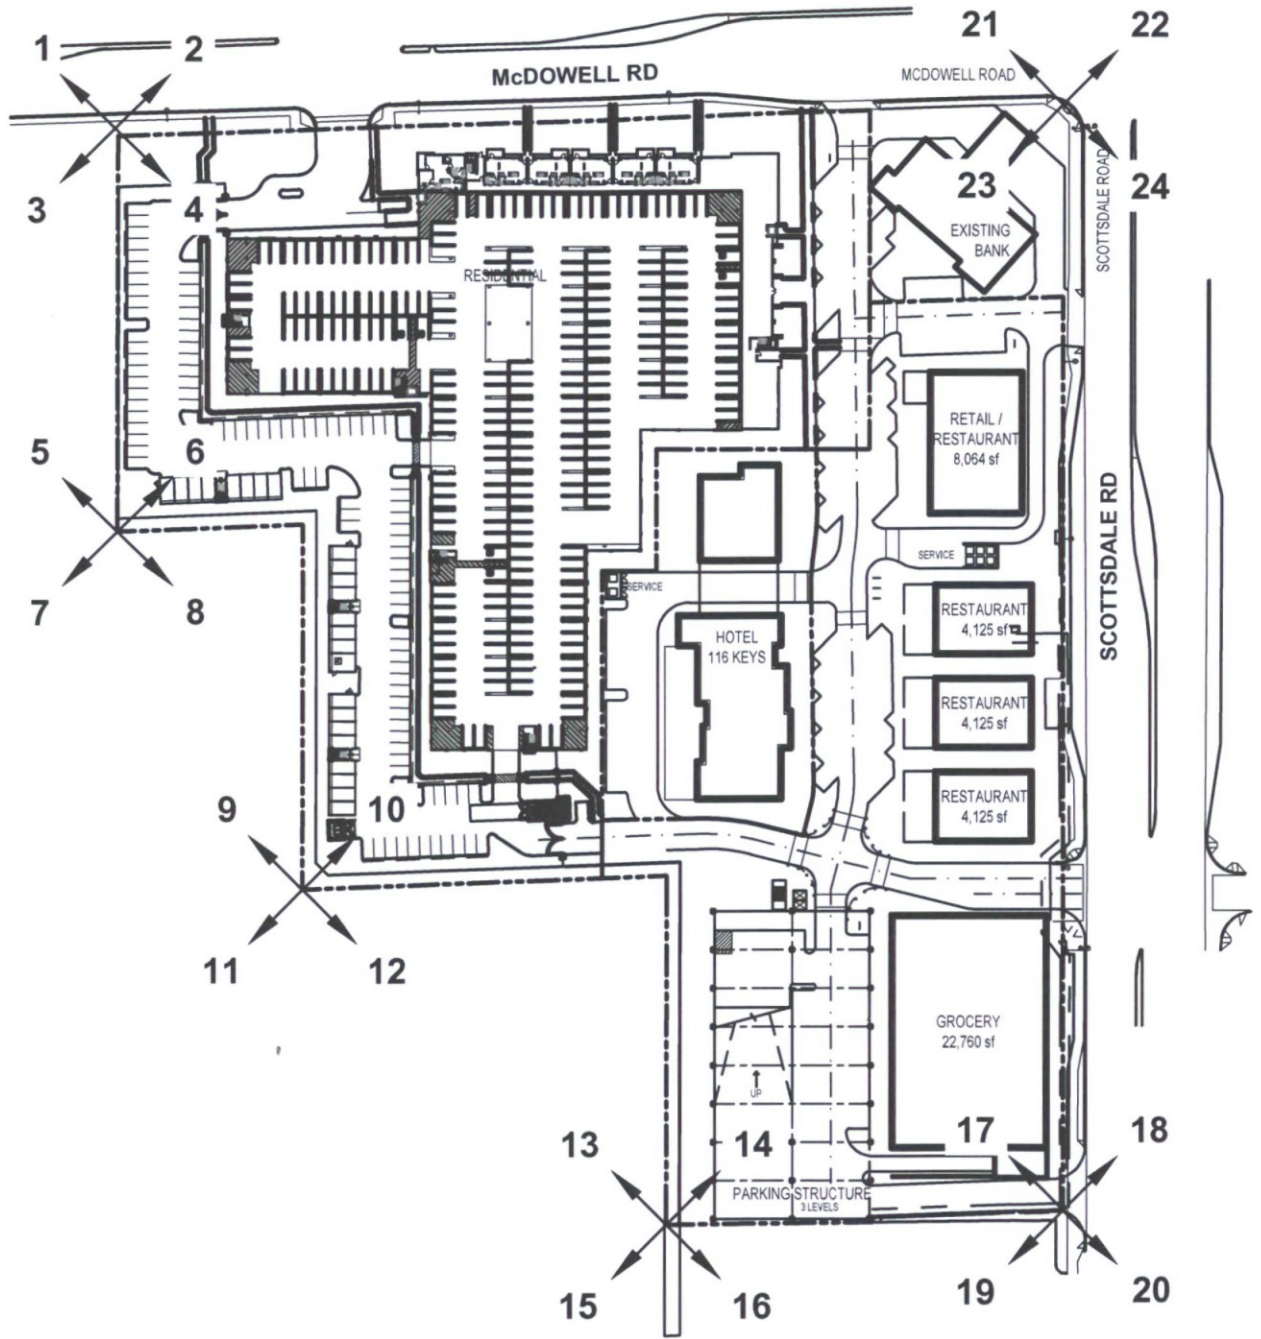 1
2
21
22
McDOWELL RD
MCDOWELL ROAD
3
4
23
24
SCOTTSDALE ROAD
EXISTING
BANK
RESIDENTIAL
RETAIL /
RESTAURANT
8,064 sf
5
6
SCOTTSDALE RD
SERVICE
SERVICE
7
8
HOTEL
116 KEYS
RESTAURANT
4,125 sf
RESTAURANT
4,125 sf
RESTAURANT
4,125 sf
9
10
11
12
GROCERY
22,760 sf
UP
13
14
17
18
PARKING STRUCTURE
3 LEVELS
15
16
19
20